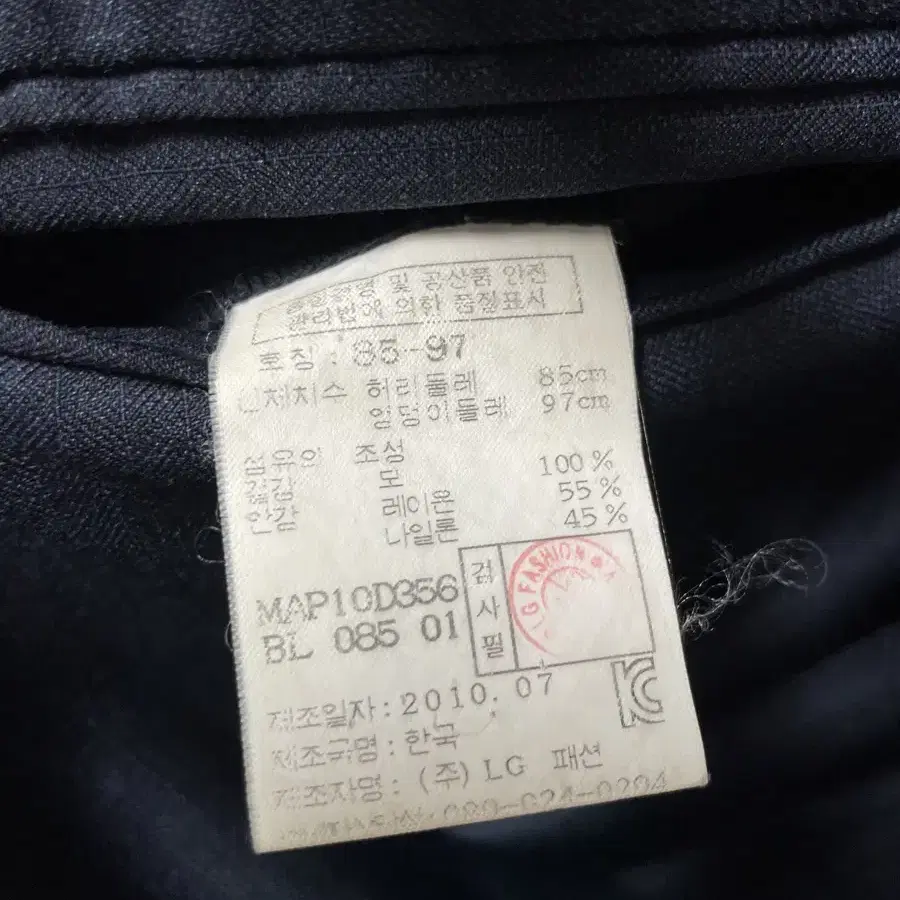 품질경영 및 공산품 안전
관리법에 의한 품질표시
호칭 : 85-97
신체치수 허리둘레 85cm
엉덩이둘레 97cm
섬유의 조성
겉감 모 100%
안감 레이온 55%
나일론 45%
MAP10D356
BL 085 01
검사필
LG FASHION
제조일자 : 2010. 07
제조국명 : 한국
제조자명 : (주) LG 패션